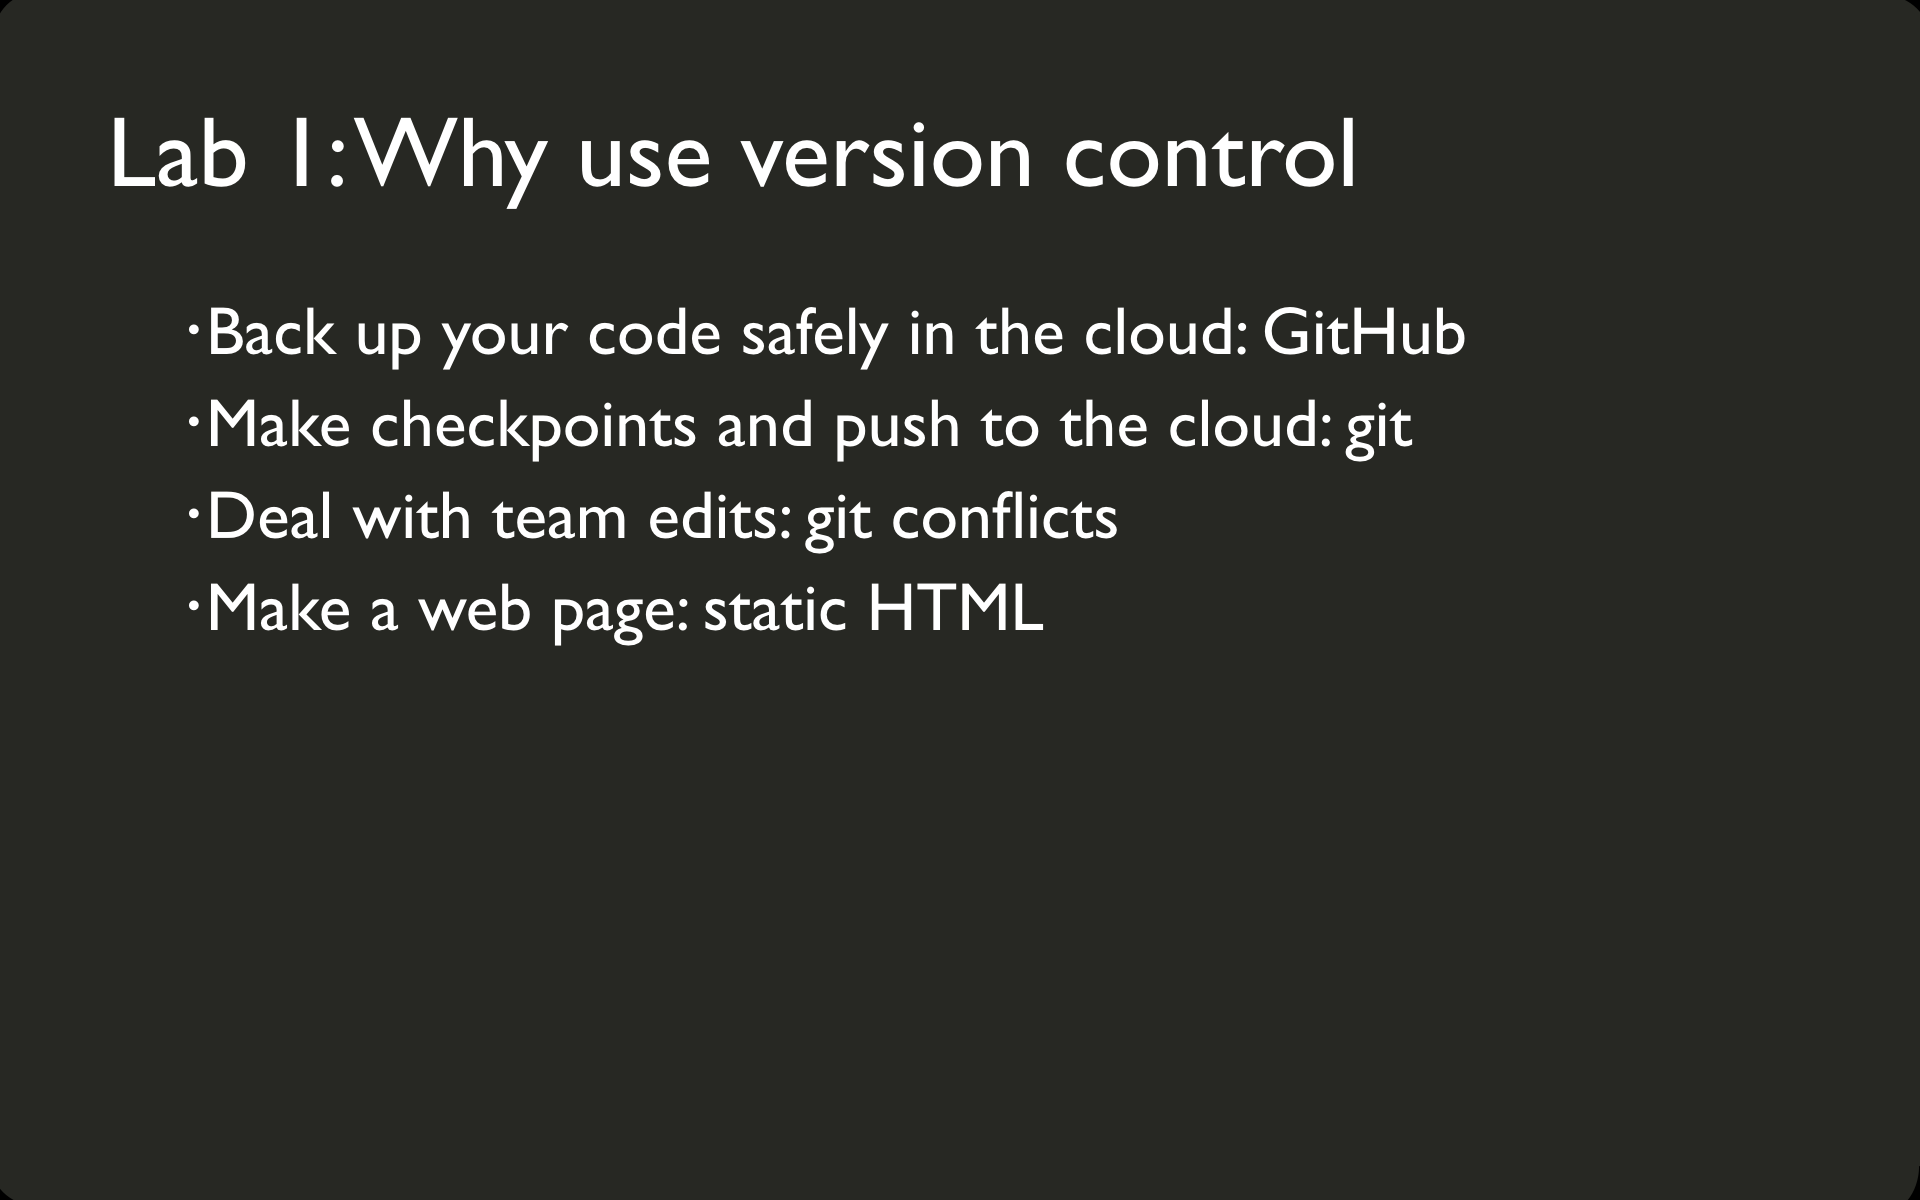 Lab 1: Why use version control
•Back up your code safely in the cloud: GitHub
•Make checkpoints and push to the cloud: git
•Deal with team edits: git conflicts
•Make a web page: static HTML